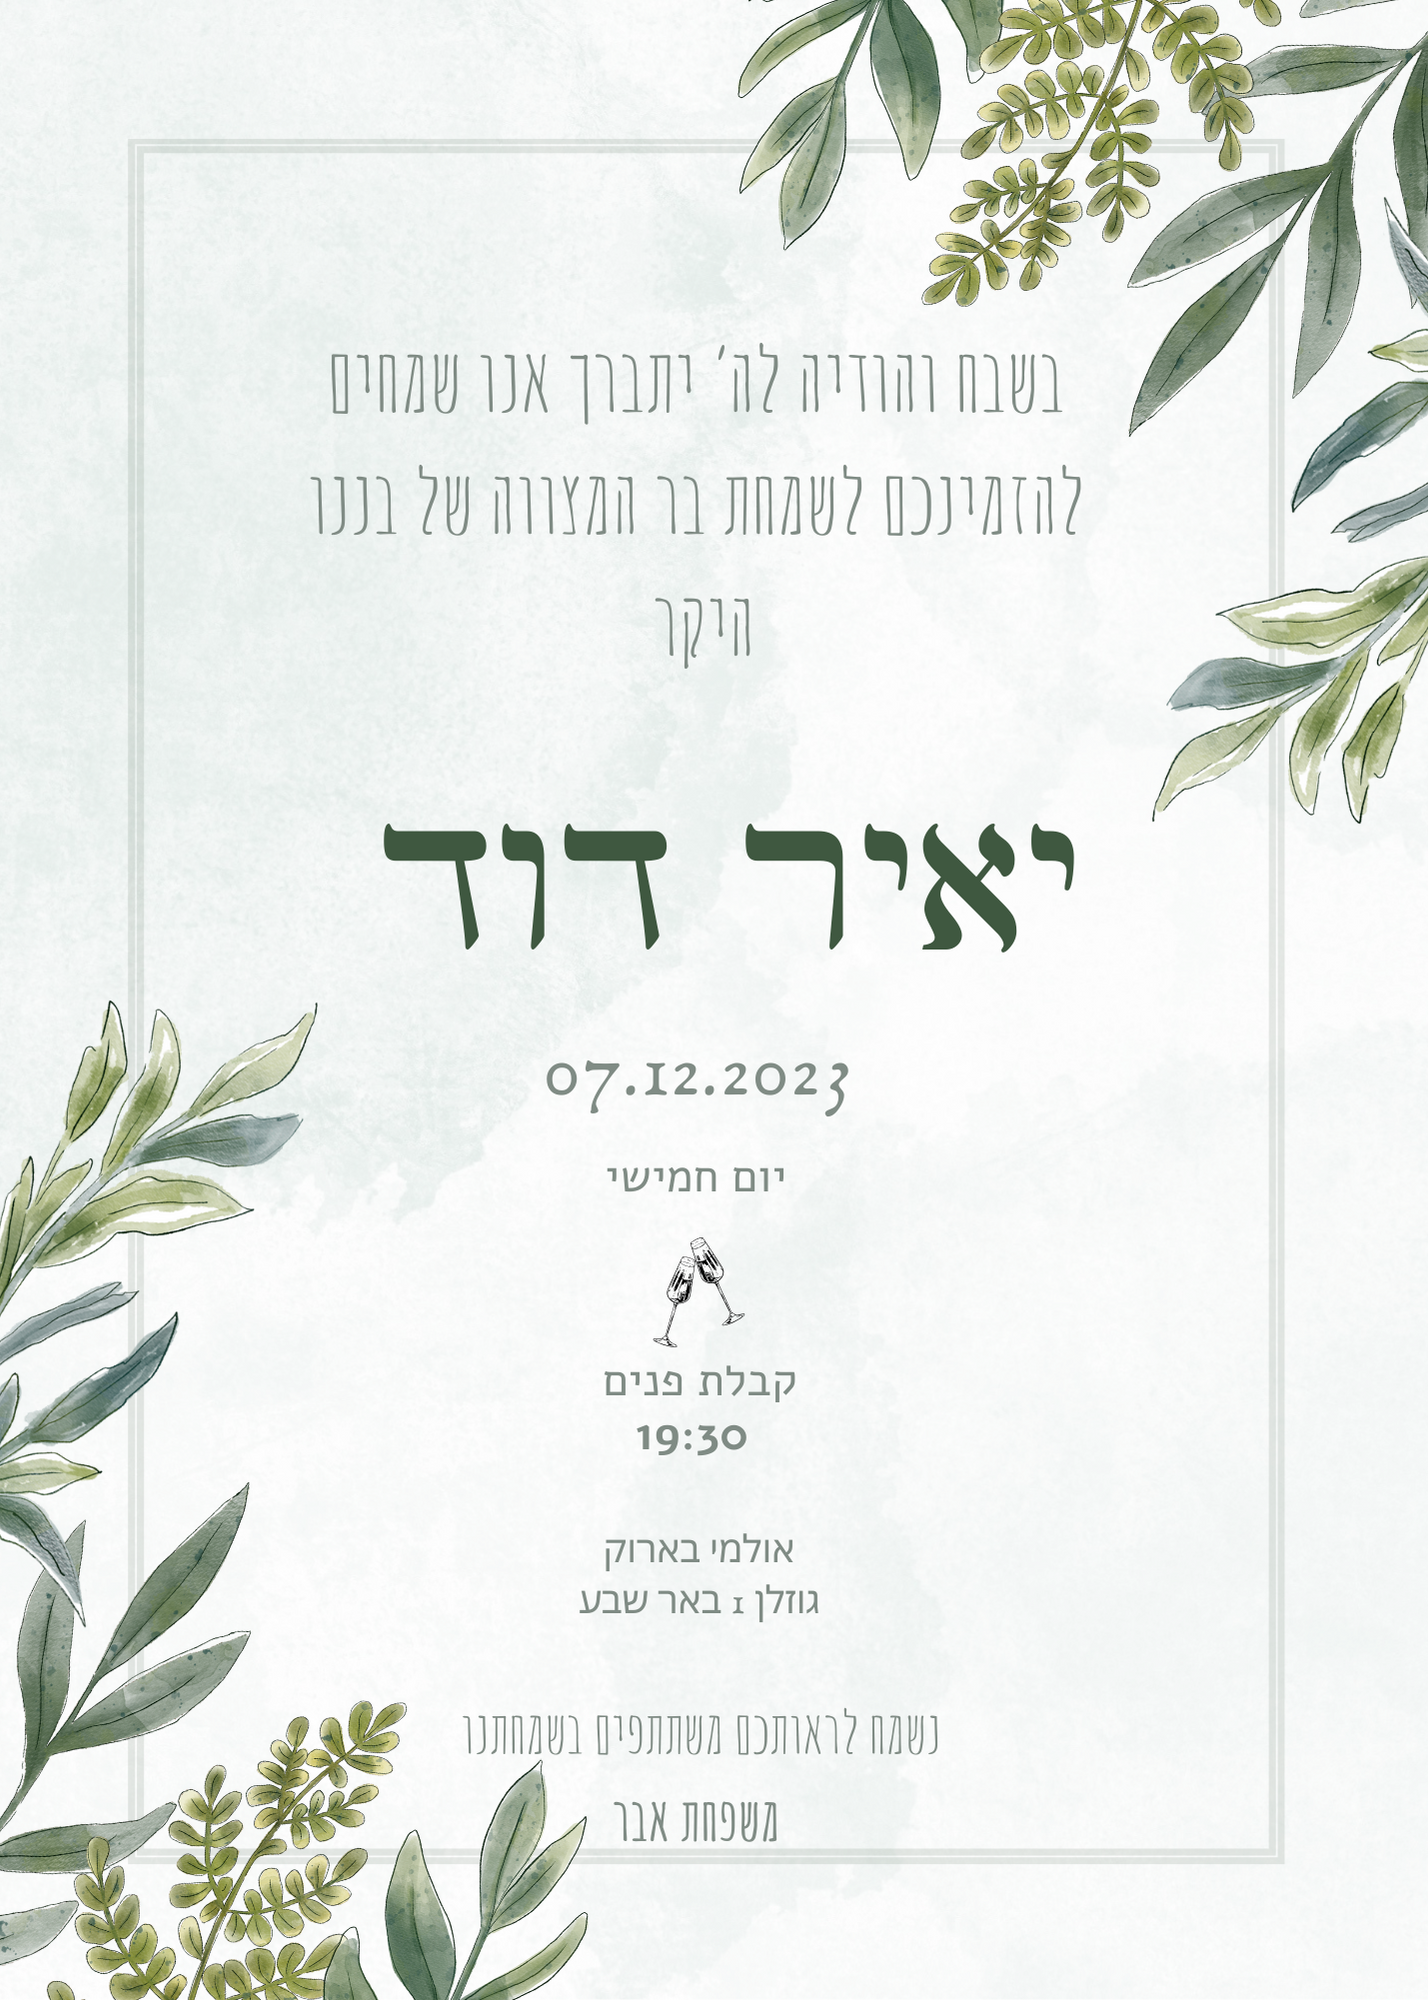 בשבח והודיה לה' יתברך אנו שמחים
להזמינכם לשמחת בר המצווה של בננו
היקר
יאיר דוד
07.12.2023
יום חמישי
קבלת פנים
19:30
אולמי בארוק
גוזלן 1 באר שבע
נשמח לראותכם משתתפים בשמחתנו
משפחת אבר